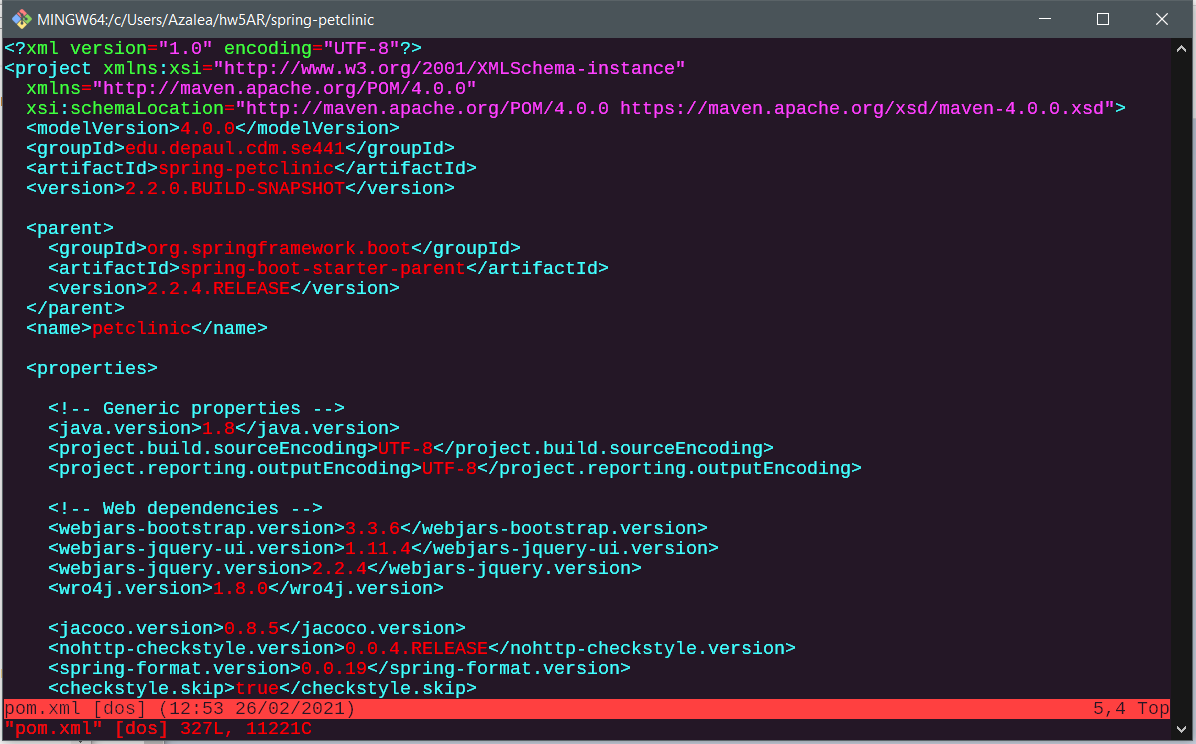 MINGW64:/c/Users/Azalea/hw5AR/spring-petclinic
<?xml version="1.0" encoding="UTF-8"?>
<project xmlns:xsi="http://www.w3.org/2001/XMLSchema-instance"
  xmlns="http://maven.apache.org/POM/4.0.0"
  xsi:schemaLocation="http://maven.apache.org/POM/4.0.0 https://maven.apache.org/xsd/maven-4.0.0.xsd">
  <modelVersion>4.0.0</modelVersion>
  <groupId>edu.depaul.cdm.se441</groupId>
  <artifactId>spring-petclinic</artifactId>
  <version>2.2.0.BUILD-SNAPSHOT</version>

  <parent>
    <groupId>org.springframework.boot</groupId>
    <artifactId>spring-boot-starter-parent</artifactId>
    <version>2.2.4.RELEASE</version>
  </parent>
  <name>petclinic</name>

  <properties>

    <!-- Generic properties -->
    <java.version>1.8</java.version>
    <project.build.sourceEncoding>UTF-8</project.build.sourceEncoding>
    <project.reporting.outputEncoding>UTF-8</project.reporting.outputEncoding>

    <!-- Web dependencies -->
    <webjars-bootstrap.version>3.3.6</webjars-bootstrap.version>
    <webjars-jquery-ui.version>1.11.4</webjars-jquery-ui.version>
    <webjars-jquery.version>2.2.4</webjars-jquery.version>
    <wro4j.version>1.8.0</wro4j.version>

    <jacoco.version>0.8.5</jacoco.version>
    <nohttp-checkstyle.version>0.0.4.RELEASE</nohttp-checkstyle.version>
    <spring-format.version>0.0.19</spring-format.version>
    <checkstyle.skip>true</checkstyle.skip>
pom.xml [dos] (12:53 26/02/2021) 5,4 Top
"pom.xml" [dos] 327L, 11221C